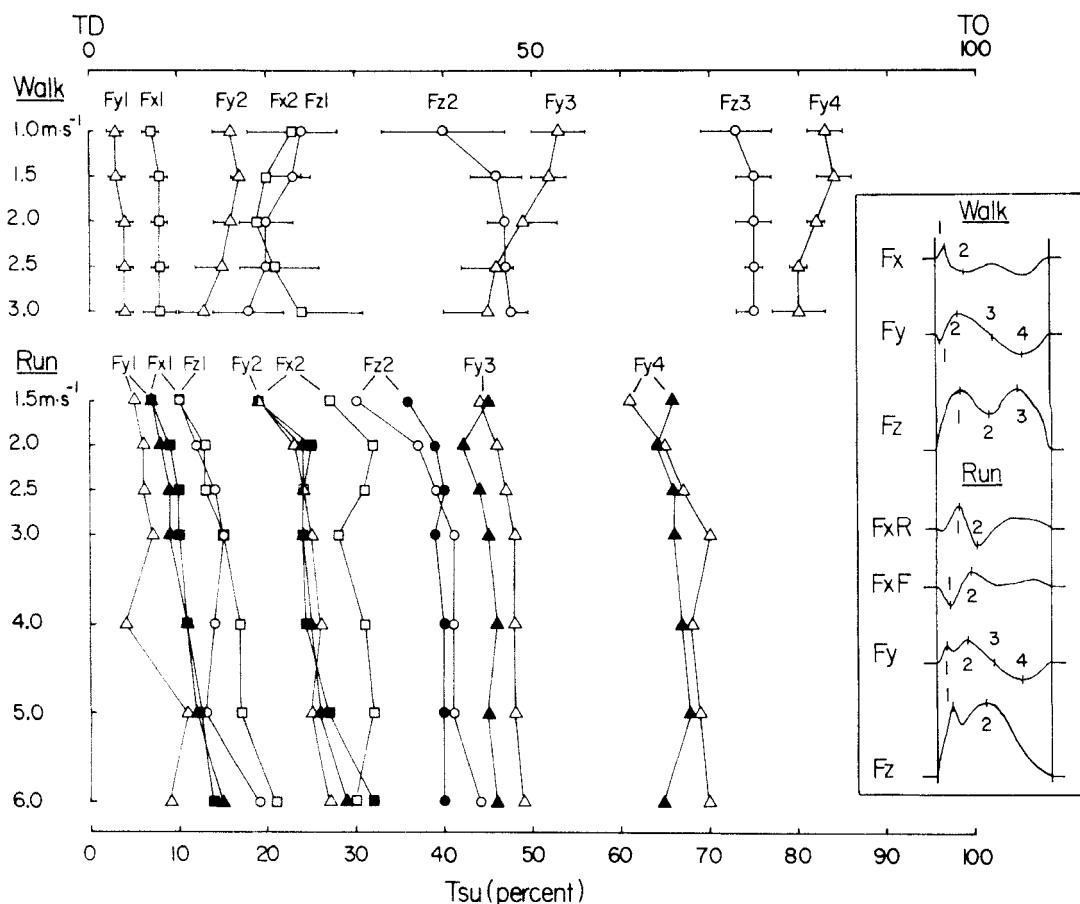 TD TO
0 50 100
Walk
Fy1 Fx1 Fy2 Fx2 Fz1 Fz2 Fy3 Fz3 Fy4
1.0 m·s⁻¹
1.5
2.0
2.5
3.0
Run
Fy1 Fx1 Fz1 Fy2 Fx2 Fz2 Fy3 Fy4
1.5 m·s⁻¹
2.0
2.5
3.0
4.0
5.0
6.0
0 10 20 30 40 50 60 70 80 90 100
Tsu (percent)
Walk
Fx 1 2
Fy 1 2 3 4
Fz 1 2 3
Run
FxR 1 2
FxF 1 2
Fy 1 2 3 4
Fz 1 2